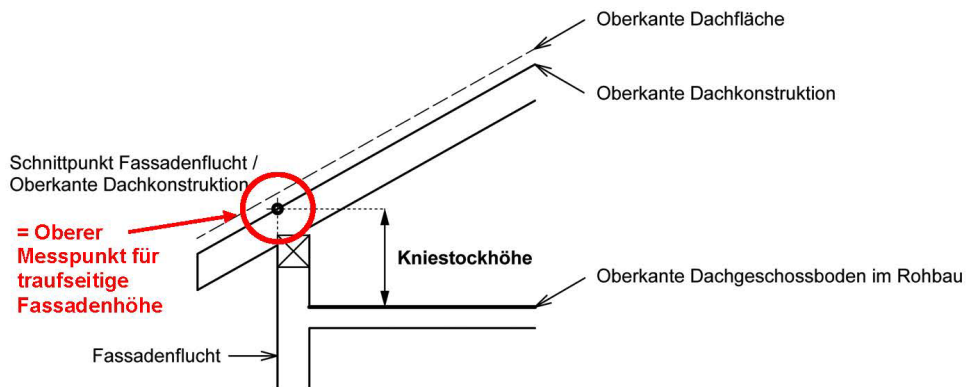 Oberkante Dachfläche
Oberkante Dachkonstruktion
Schnittpunkt Fassadenflucht /
Oberkante Dachkonstruktion
= Oberer
Messpunkt für
traufseitige
Fassadenhöhe
Kniestockhöhe
Oberkante Dachgeschossboden im Rohbau
Fassadenflucht